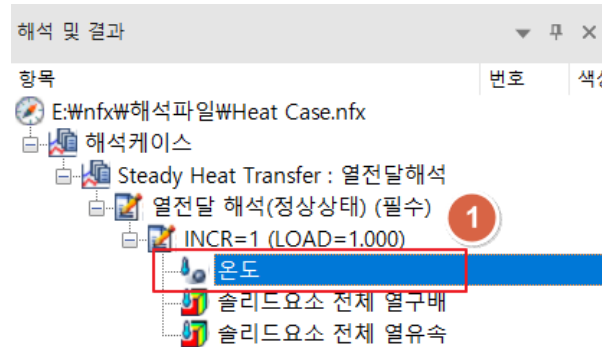 해석 및 결과
항목 번호 색상
E:₩nfx₩해석파일₩Heat Case.nfx
해석케이스
Steady Heat Transfer : 열전달해석
열전달 해석(정상상태) (필수)
1
INCR=1 (LOAD=1.000)
온도
솔리드요소 전체 열구배
솔리드요소 전체 열유속